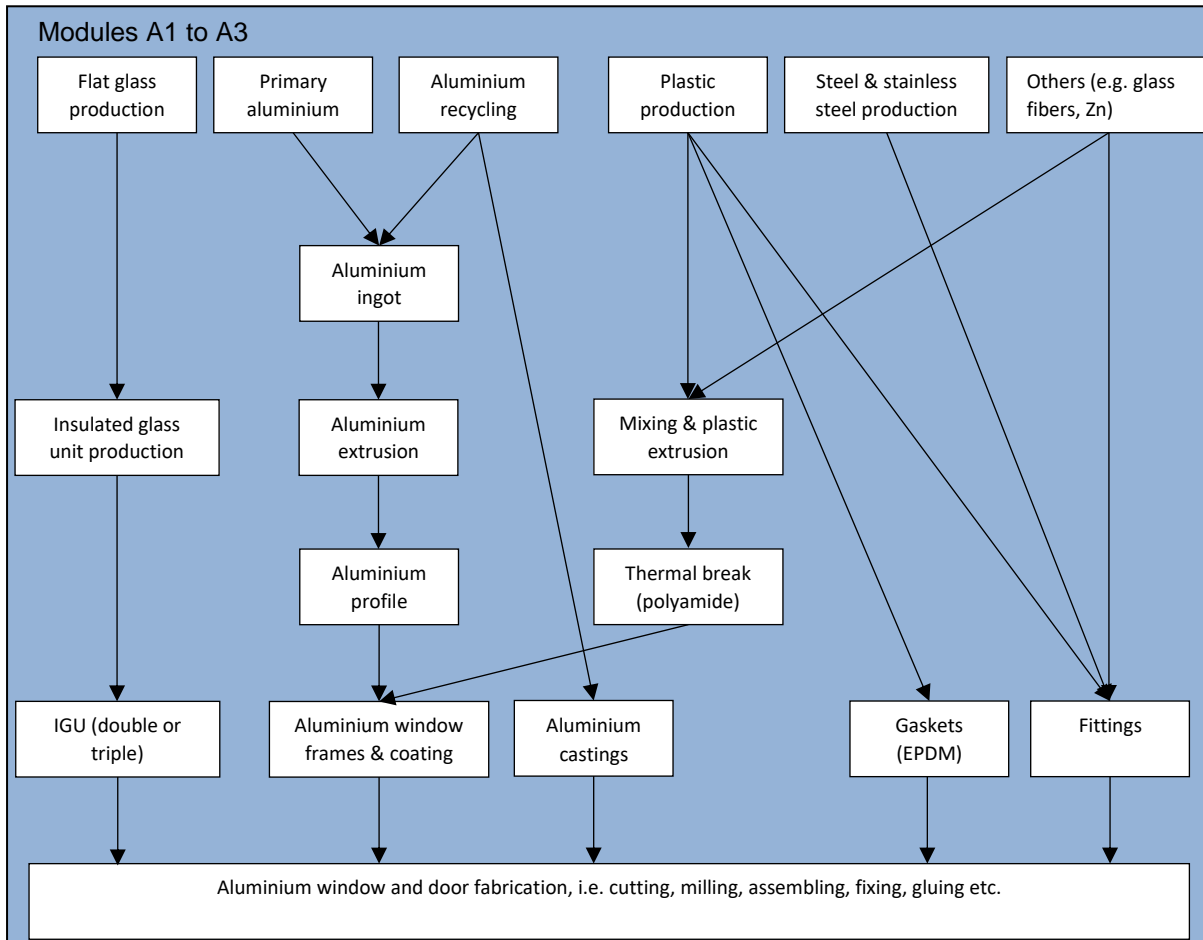 Modules A1 to A3
Flat glass
production
Primary
aluminium
Aluminium
recycling
Plastic
production
Steel & stainless
steel production
Others (e.g. glass
fibers, Zn)
Aluminium
ingot
Insulated glass
unit production
Aluminium
extrusion
Mixing & plastic
extrusion
Aluminium
profile
Thermal break
(polyamide)
IGU (double or
triple)
Aluminium window
frames & coating
Aluminium
castings
Gaskets
(EPDM)
Fittings
Aluminium window and door fabrication, i.e. cutting, milling, assembling, fixing, gluing etc.